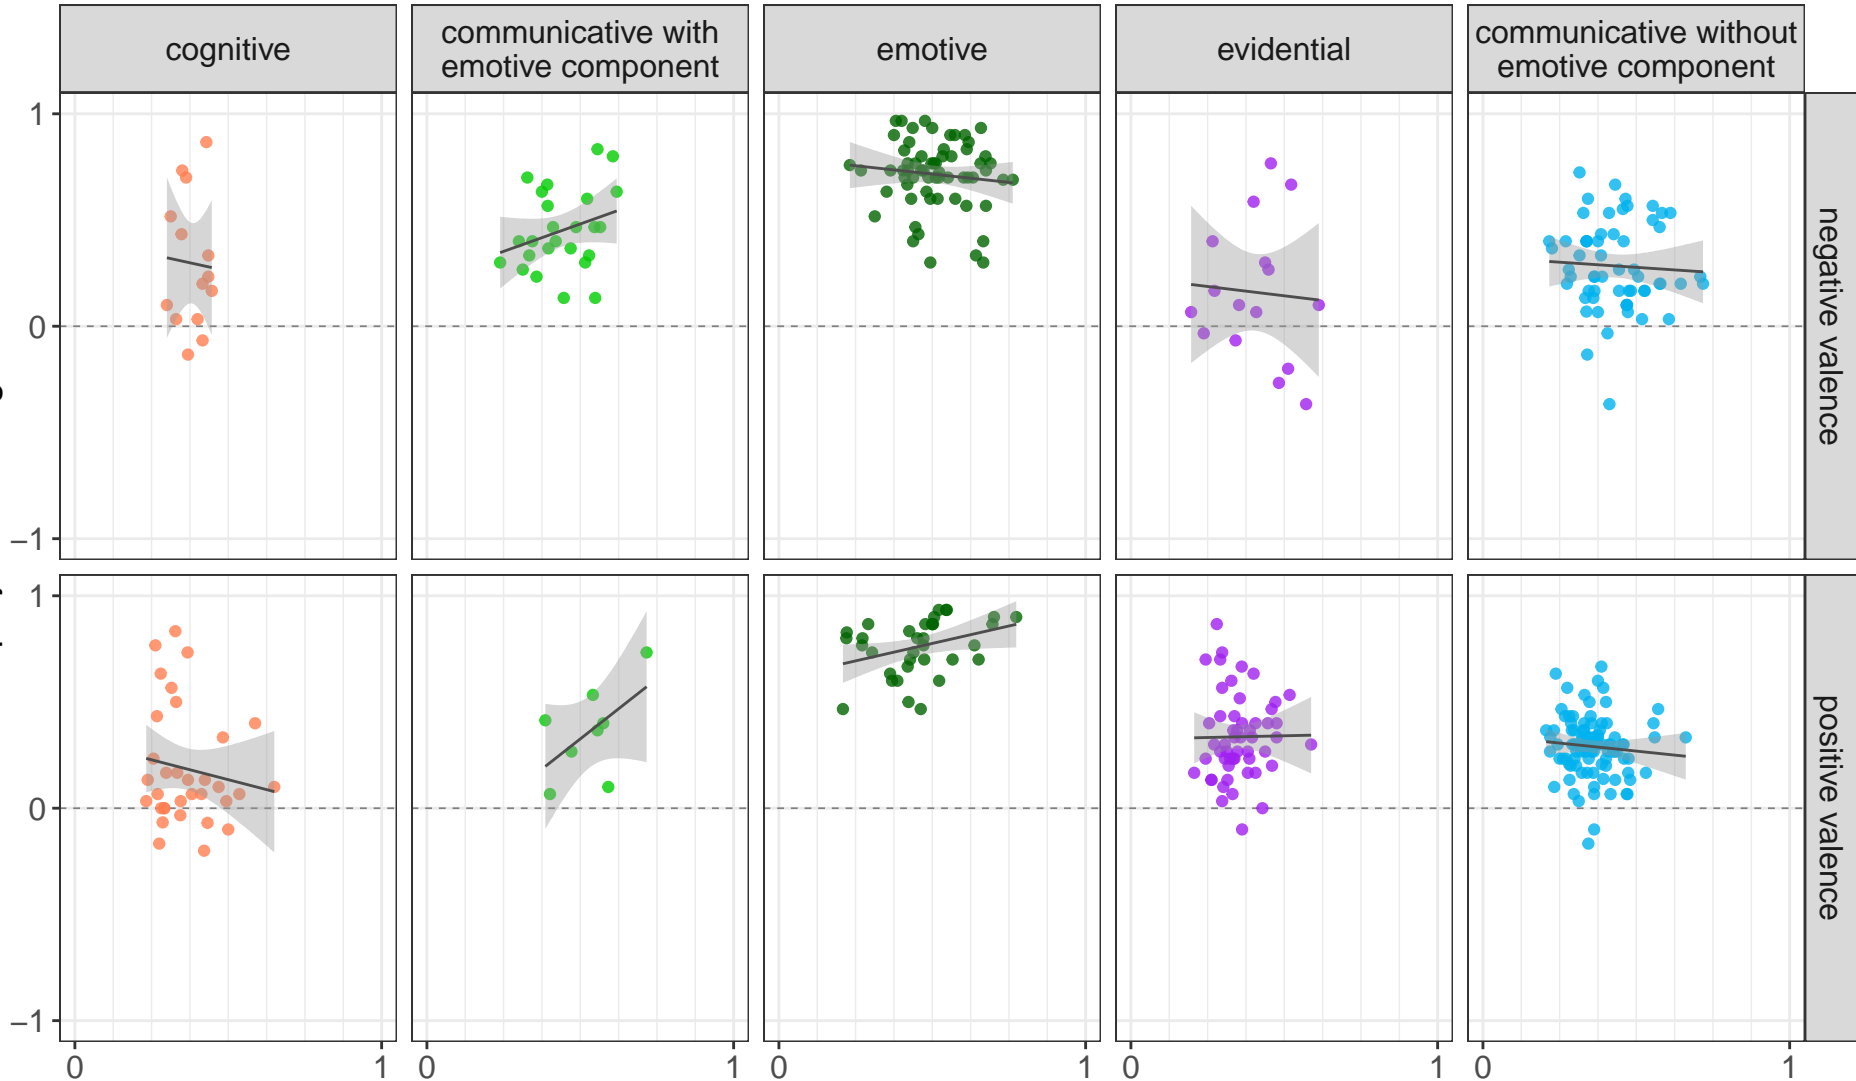 cognitive
communicative with
emotive component
emotive
evidential
communicative without
emotive component
1
0
−1
negative valence
1
0
−1
positive valence
0 1 0 1 0 1 0 1 0 1